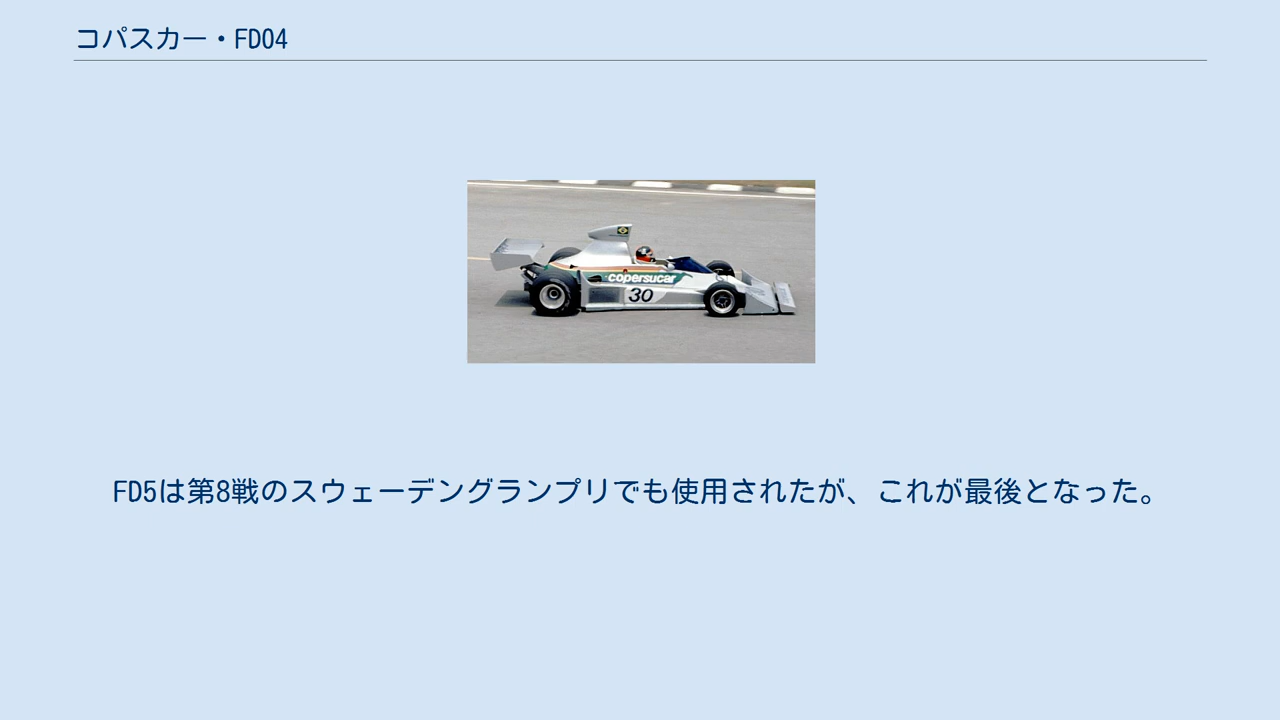 コパスカー・FD04
copersucar
30
FD5は第8戦のスウェーデングランプリでも使用されたが、これが最後となった。